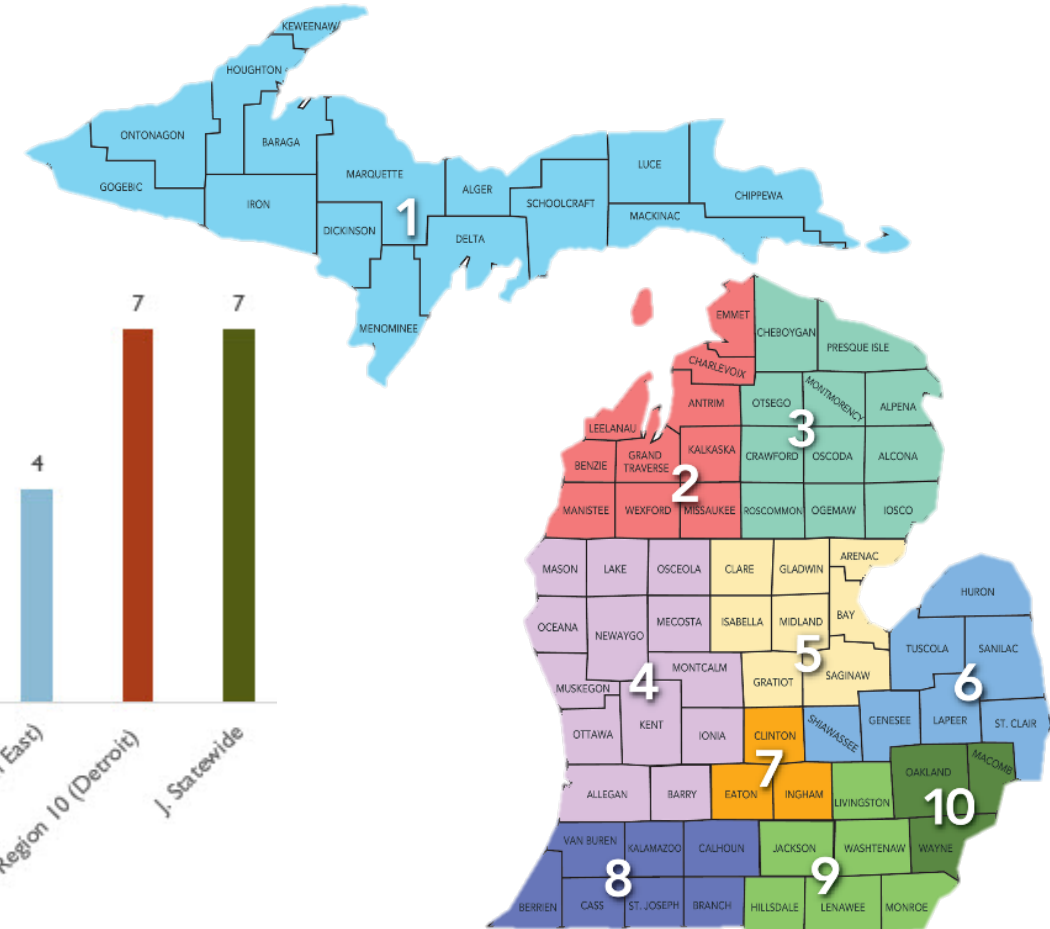 KEWEENAW
HOUGHTON
ONTONAGON
BARAGA
GOGEBIC
IRON
MARQUETTE
ALGER
LUCE
CHIPPEWA
SCHOOLCRAFT
MACKINAC
DICKINSON
1
DELTA
MENOMINEE
7
7
4
East)
Region 10 (Detroit)
J. Statewide
EMMET
CHEBOYGAN
PRESQUE ISLE
CHARLEVOIX
ANTRIM
OTSEGO
MONTMORENCY
ALPENA
LEELANAU
3
BENZIE
GRAND
TRAVERSE
KALKASKA
CRAWFORD
OSCODA
ALCONA
2
MANISTEE
WEXFORD
MISSAUKEE
ROSCOMMON
OGEMAW
IOSCO
ARENAC
MASON
LAKE
OSCEOLA
CLARE
GLADWIN
HURON
OCEANA
NEWAYGO
MECOSTA
ISABELLA
MIDLAND
BAY
TUSCOLA
SANILAC
5
MONTCALM
GRATIOT
SAGINAW
6
MUSKEGON
4
OTTAWA
KENT
IONIA
CLINTON
SHIAWASSEE
GENESEE
LAPEER
ST. CLAIR
7
OAKLAND
MACOMB
ALLEGAN
BARRY
EATON
INGHAM
LIVINGSTON
10
VAN BUREN
KALAMAZOO
CALHOUN
JACKSON
WASHTENAW
WAYNE
8
9
BERRIEN
CASS
ST. JOSEPH
BRANCH
HILLSDALE
LENAWEE
MONROE